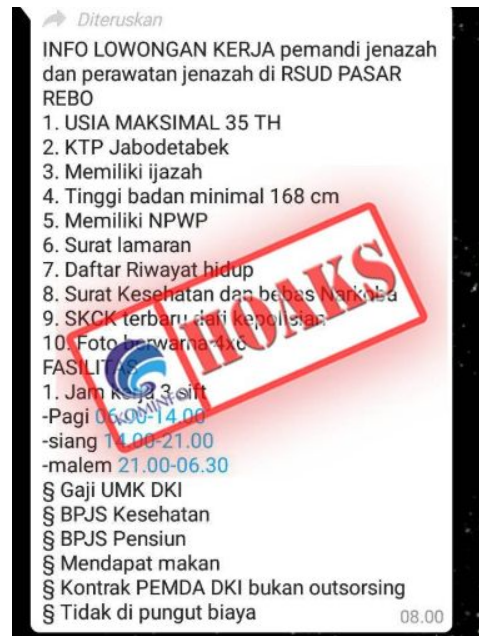 Diteruskan
INFO LOWONGAN KERJA pemandi jenazah
dan perawatan jenazah di RSUD PASAR
REBO
1. USIA MAKSIMAL 35 TH
2. KTP Jabodetabek
3. Memiliki ijazah
4. Tinggi badan minimal 168 cm
5. Memiliki NPWP
6. Surat lamaran
7. Daftar Riwayat hidup
8. Surat Kesehatan dan bebas Narkoba
9. SKCK terbaru dari kepolisian
10. Foto berwarna 4x6
HOAKS
KOMINFO
FASILITAS
1. Jam kerja 3 sift
-Pagi 06.00-14.00
-siang 14.00-21.00
-malem 21.00-06.30
§ Gaji UMK DKI
§ BPJS Kesehatan
§ BPJS Pensiun
§ Mendapat makan
§ Kontrak PEMDA DKI bukan outsorsing
§ Tidak di pungut biaya
08.00